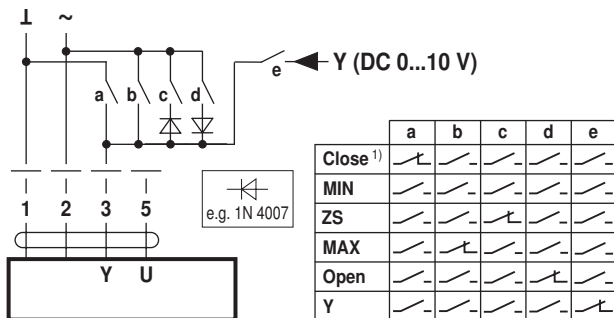 ⊥ ~
e Y (DC 0...10 V)
a b c d
a b c d e
Close 1)
MIN
ZS
MAX
Open
Y
1 2 3 5
e.g. 1N 4007
Y U